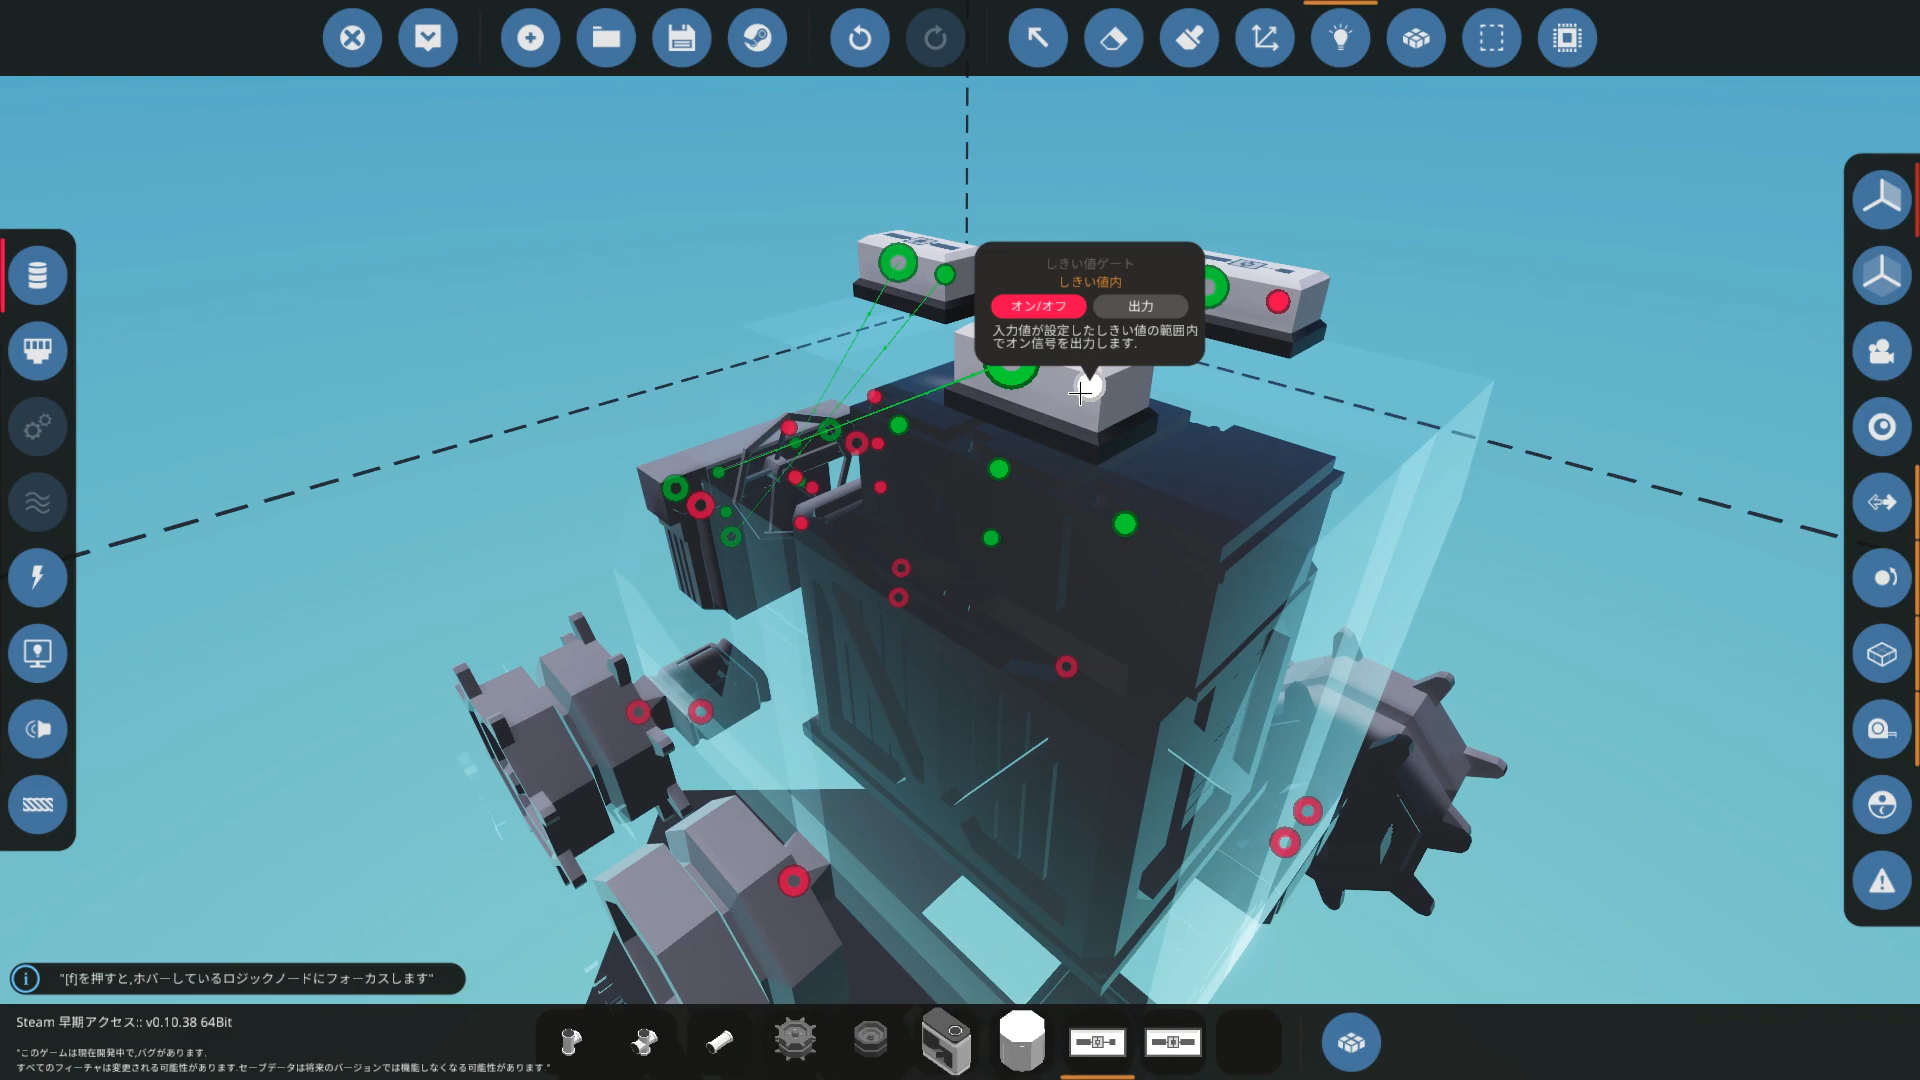 しきい値ゲート
しきい値内
オン/オフ
出力
入力値が設定したしきい値の範囲内
でオン信号を出力します.
"[f]を押すと,ホバーしているロジックノードにフォーカスします"
Steam 早期アクセス:: v0.10.38 64Bit
"このゲームは現在開発中で,バグがあります.
すべてのフィーチャは変更される可能性があります.セーブデータは将来のバージョンでは機能しなくなる可能性があります."